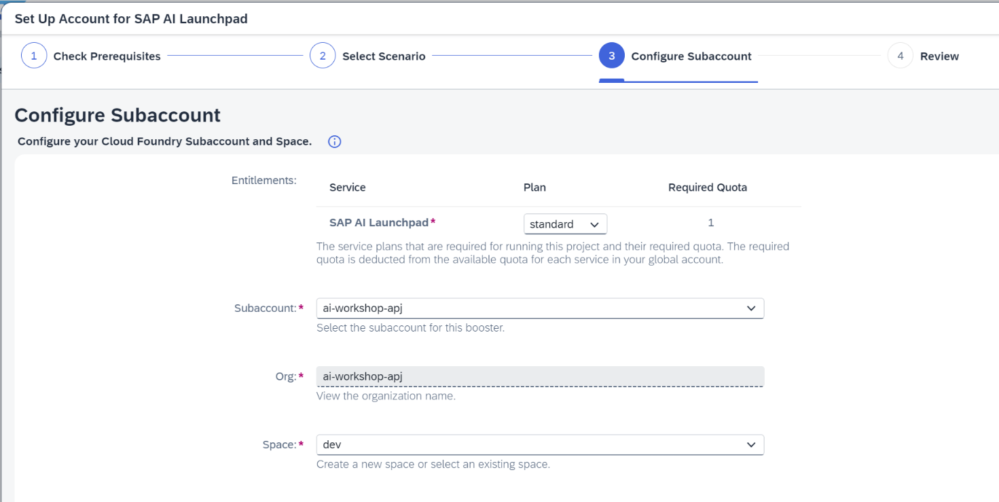 Set Up Account for SAP AI Launchpad
1 Check Prerequisites 2 Select Scenario 3 Configure Subaccount 4 Review
Configure Subaccount
Configure your Cloud Foundry Subaccount and Space.
Entitlements:
Service Plan Required Quota
SAP AI Launchpad* standard 1
The service plans that are required for running this project and their required quota. The required
quota is deducted from the available quota for each service in your global account.
Subaccount:* ai-workshop-apj
Select the subaccount for this booster.
Org:* ai-workshop-apj
View the organization name.
Space:* dev
Create a new space or select an existing space.